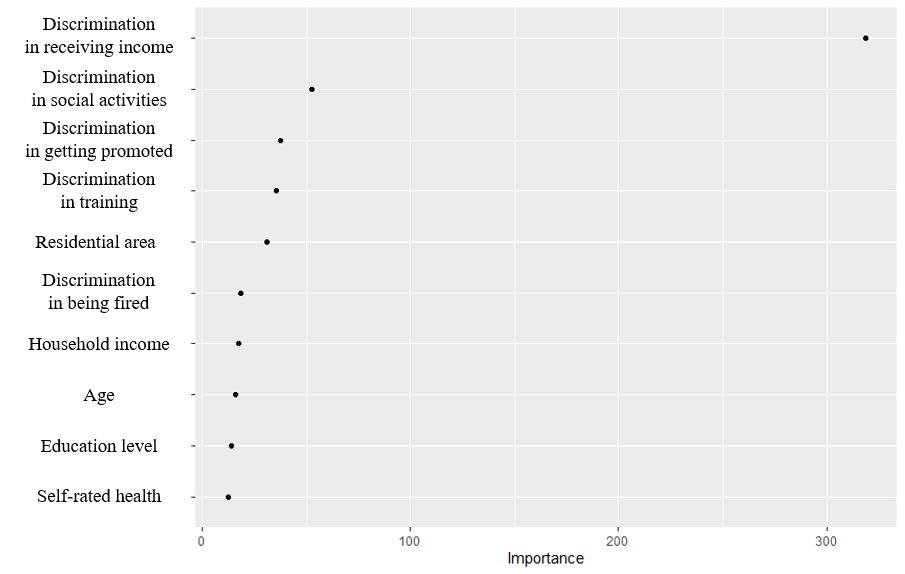 Discrimination
in receiving income
Discrimination
in social activities
Discrimination
in getting promoted
Discrimination
in training
Residential area
Discrimination
in being fired
Household income
Age
Education level
Self-rated health
0
100
200
300
Importance